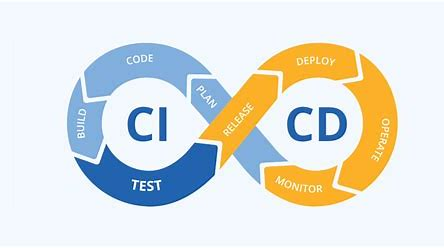 CODE
PLAN
BUILD
CI
TEST
RELEASE
DEPLOY
CD
OPERATE
MONITOR